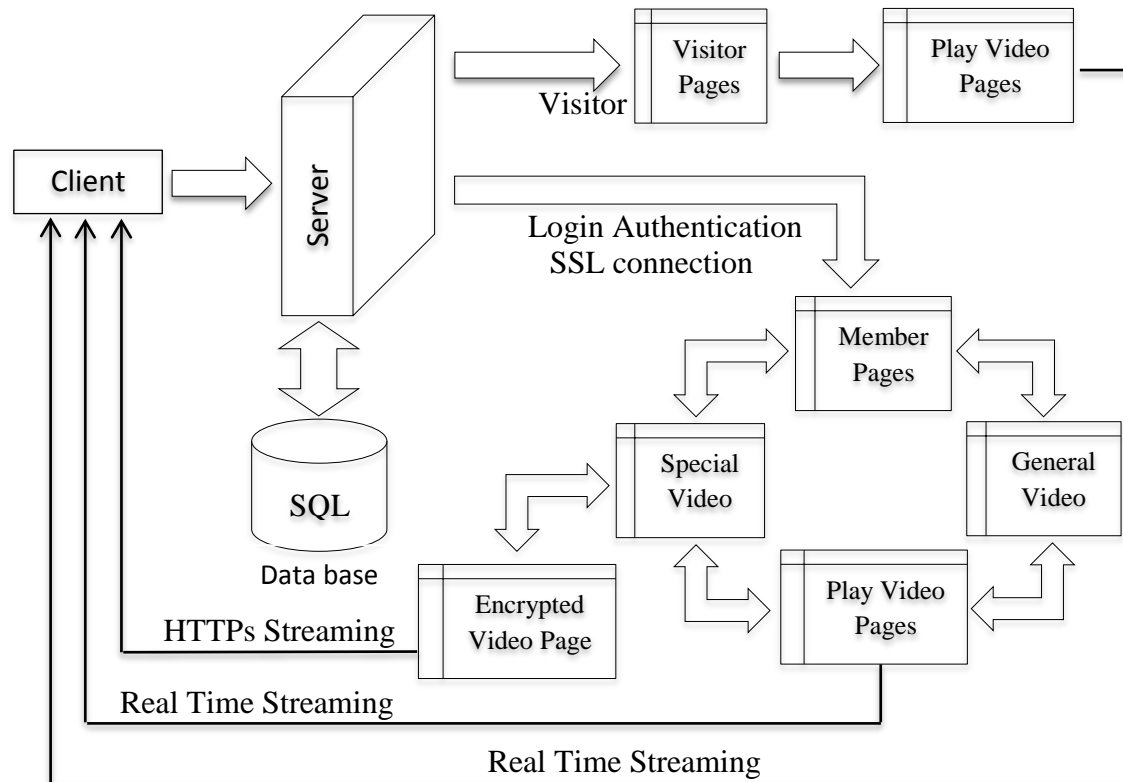 Visitor
Pages
Play Video
Pages
Visitor
Client
Server
Login Authentication
SSL connection
Member
Pages
Special
Video
General
Video
SQL
Data base
Encrypted
Video Page
Play Video
Pages
HTTPs Streaming
Real Time Streaming
Real Time Streaming